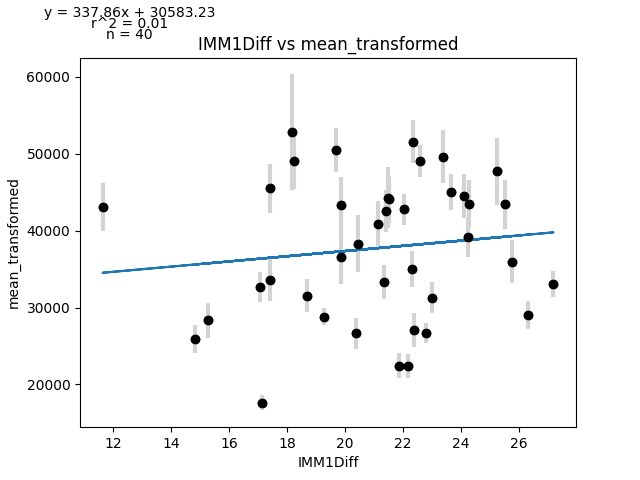 y = 337.86x + 30583.23
r^2 = 0.01
n = 40
IMM1Diff vs mean_transformed
60000
50000
40000
30000
20000
mean_transformed
12 14 16 18 20 22 24 26
IMM1Diff